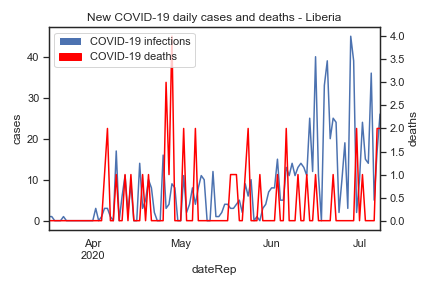 New COVID-19 daily cases and deaths - Liberia
COVID-19 infections
COVID-19 deaths
40
30
20
10
0
cases
4.0
3.5
3.0
2.5
2.0
1.5
1.0
0.5
0.0
deaths
Apr
2020
May
Jun
Jul
dateRep